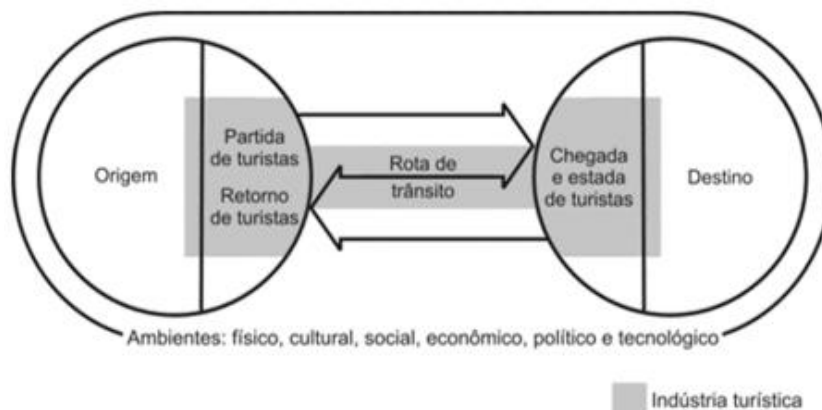 Origem
Partida
de turistas
Retorno
de turistas
Rota de
trânsito
Chegada
e estada
de turistas
Destino
Ambientes: físico, cultural, social, econômico, político e tecnológico
Indústria turística